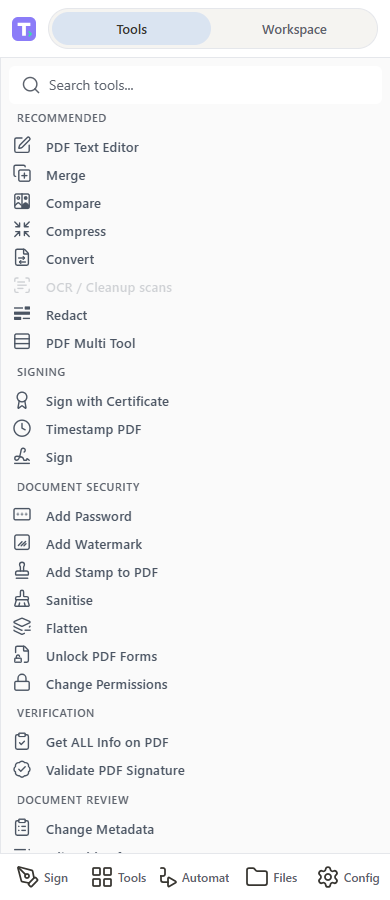 Tools
Workspace
Search tools...
RECOMMENDED
PDF Text Editor
Merge
Compare
Compress
Convert
OCR / Cleanup scans
Redact
PDF Multi Tool
SIGNING
Sign with Certificate
Timestamp PDF
Sign
DOCUMENT SECURITY
Add Password
Add Watermark
Add Stamp to PDF
Sanitise
Flatten
Unlock PDF Forms
Change Permissions
VERIFICATION
Get ALL Info on PDF
Validate PDF Signature
DOCUMENT REVIEW
Change Metadata
Sign
Tools
Automat
Files
Config